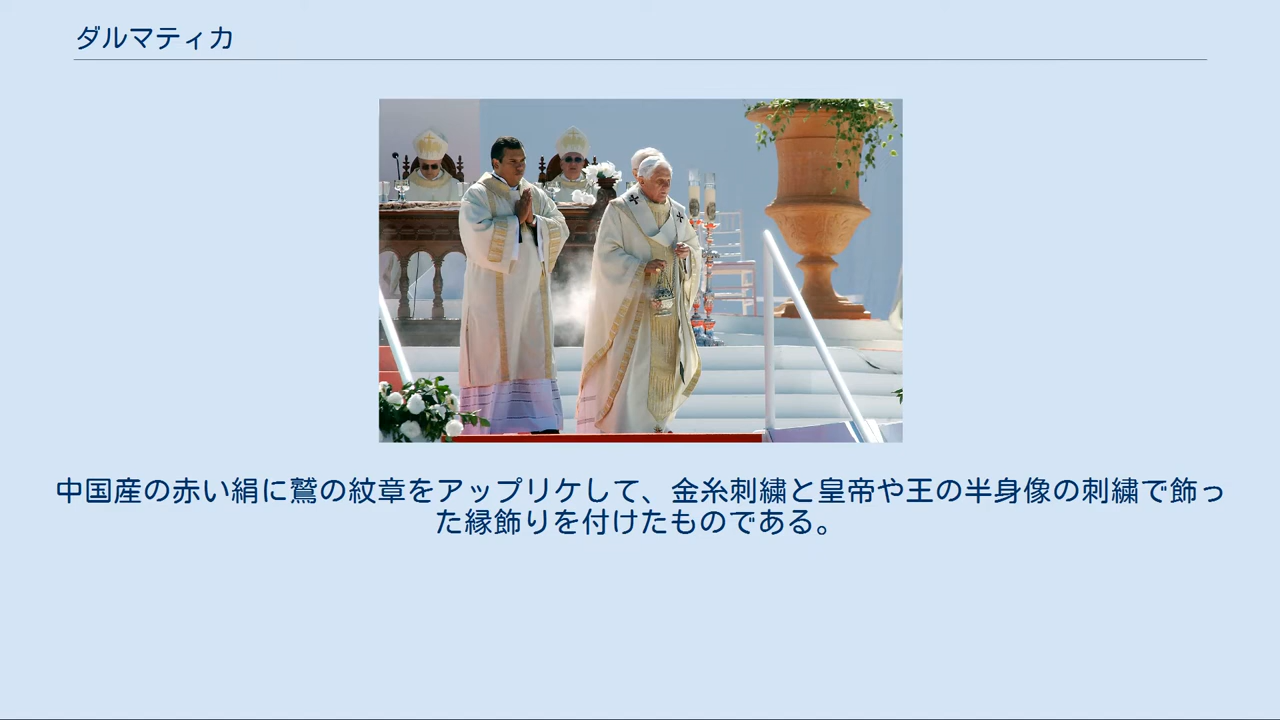 ダルマティカ
中国産の赤い絹に鷲の紋章をアップリケして、金糸刺繍と皇帝や王の半身像の刺繍で飾っ
た縁飾りを付けたものである。